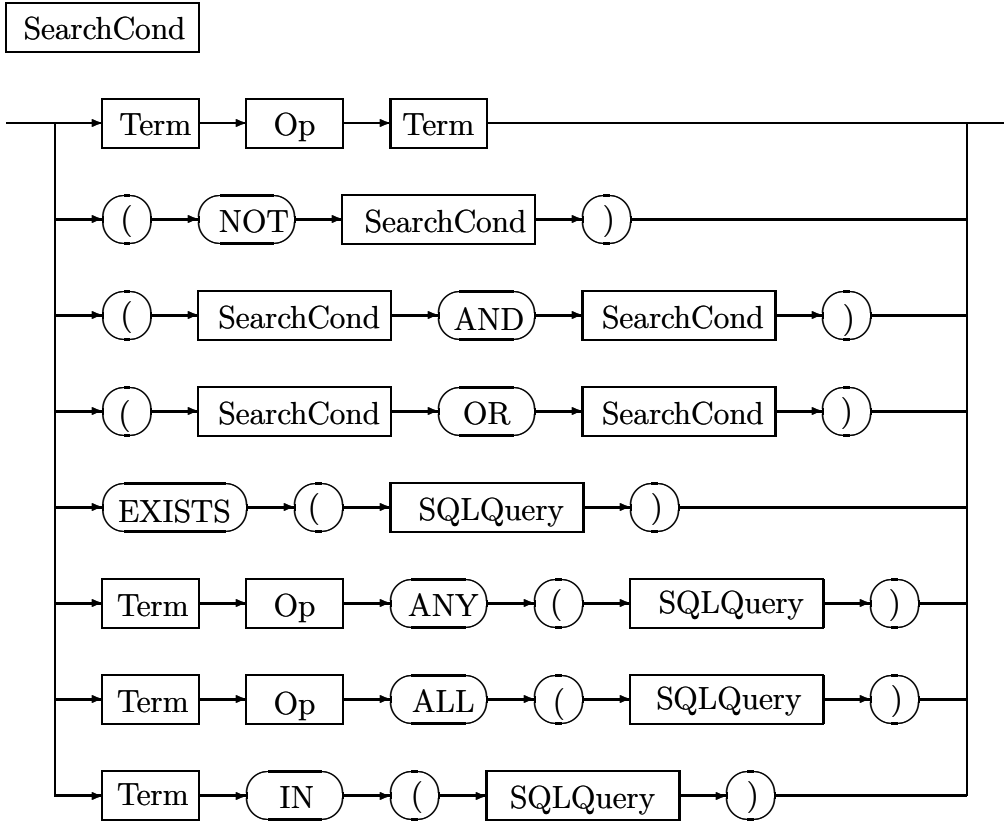 SearchCond
Term Op Term
( NOT SearchCond )
( SearchCond AND SearchCond )
( SearchCond OR SearchCond )
EXISTS ( SQLQuery )
Term Op ANY ( SQLQuery )
Term Op ALL ( SQLQuery )
Term IN ( SQLQuery )